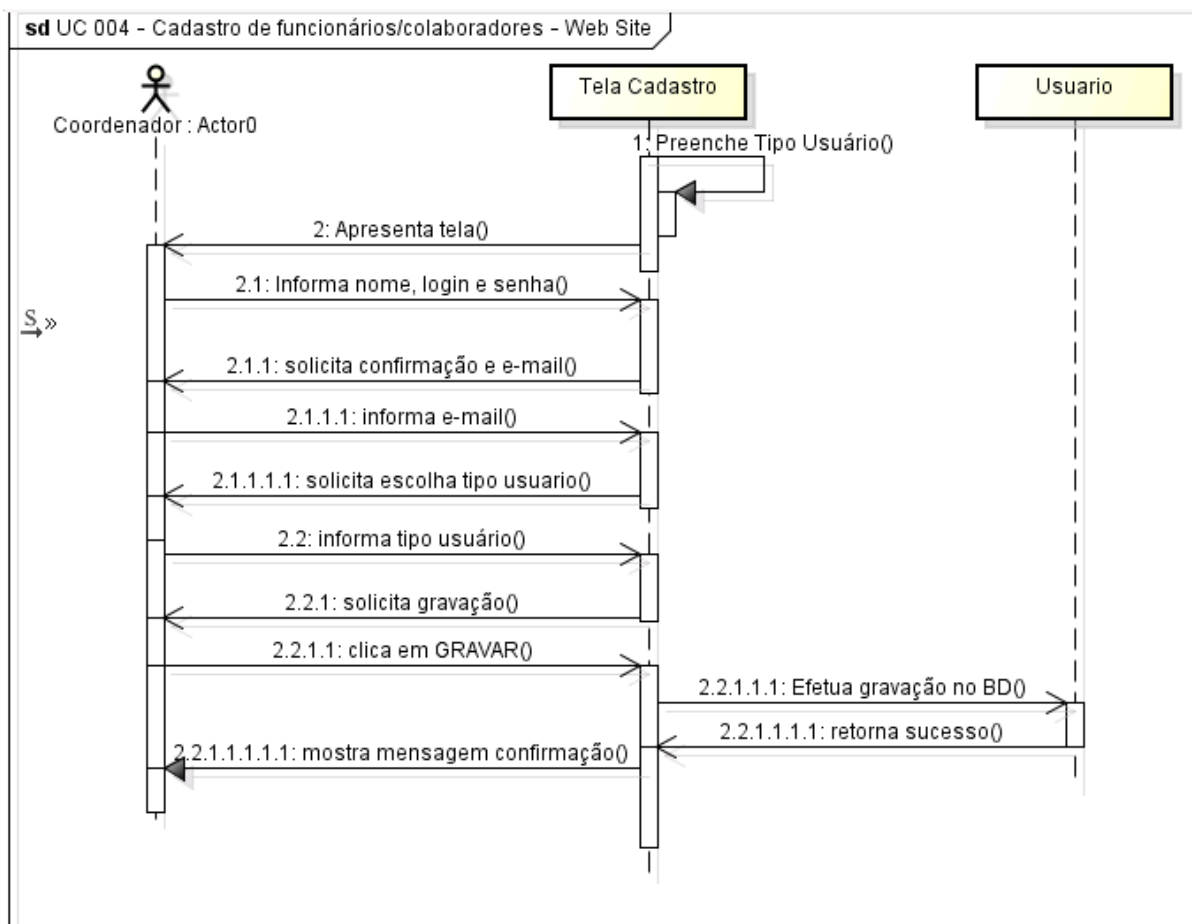 sd UC 004 - Cadastro de funcionários/colaboradores - Web Site
Coordenador : Actor0
Tela Cadastro
Usuario
1: Preenche Tipo Usuário()
2: Apresenta tela()
2.1: Informa nome, login e senha()
S »
2.1.1: solicita confirmação e e-mail()
2.1.1.1: informa e-mail()
2.1.1.1.1: solicita escolha tipo usuario()
2.2: informa tipo usuário()
2.2.1: solicita gravação()
2.2.1.1: clica em GRAVAR()
2.2.1.1.1: Efetua gravação no BD()
2.2.1.1.1.1: retorna sucesso()
2.2.1.1.1.1.1: mostra mensagem confirmação()